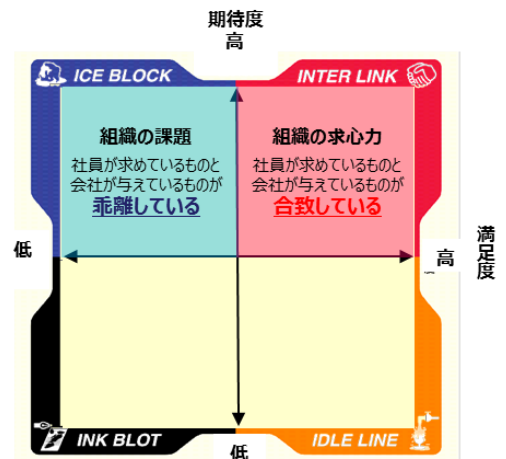 期待度
高
ICE BLOCK
INTER LINK
組織の課題
社員が求めているものと
会社が与えているものが
乖離している
組織の求心力
社員が求めているものと
会社が与えているものが
合致している
低
高
満足度
INK BLOT
IDLE LINE
低